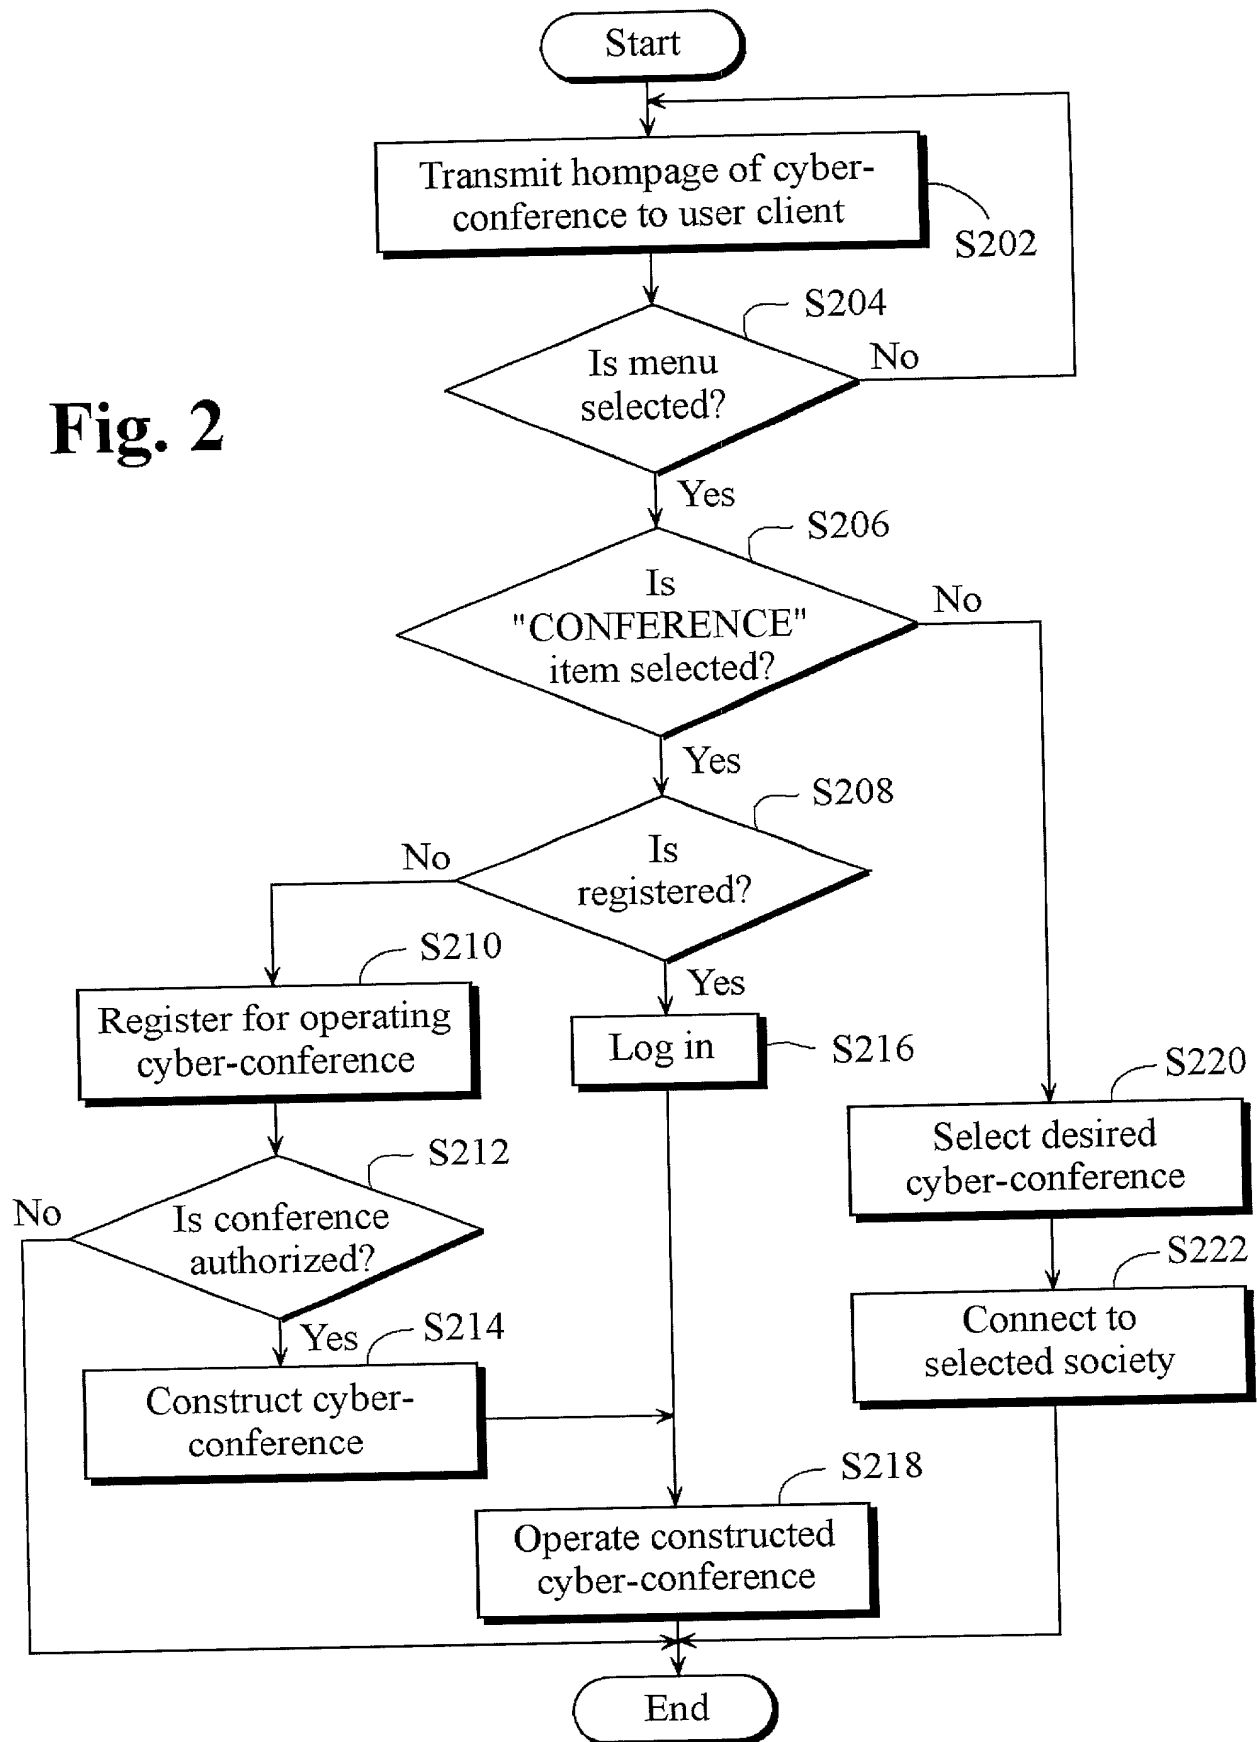 Start
Transmit hompage of cyber-
conference to user client
S202
S204
Is menu
selected?
No
Fig. 2
Yes
S206
Is
"CONFERENCE"
item selected?
No
Yes
S208
Is
registered?
No
Yes
S210
Register for operating
cyber-conference
Log in
S216
S220
Select desired
cyber-conference
S212
Is conference
authorized?
No
Yes
S222
Connect to
selected society
S214
Construct cyber-
conference
S218
Operate constructed
cyber-conference
End